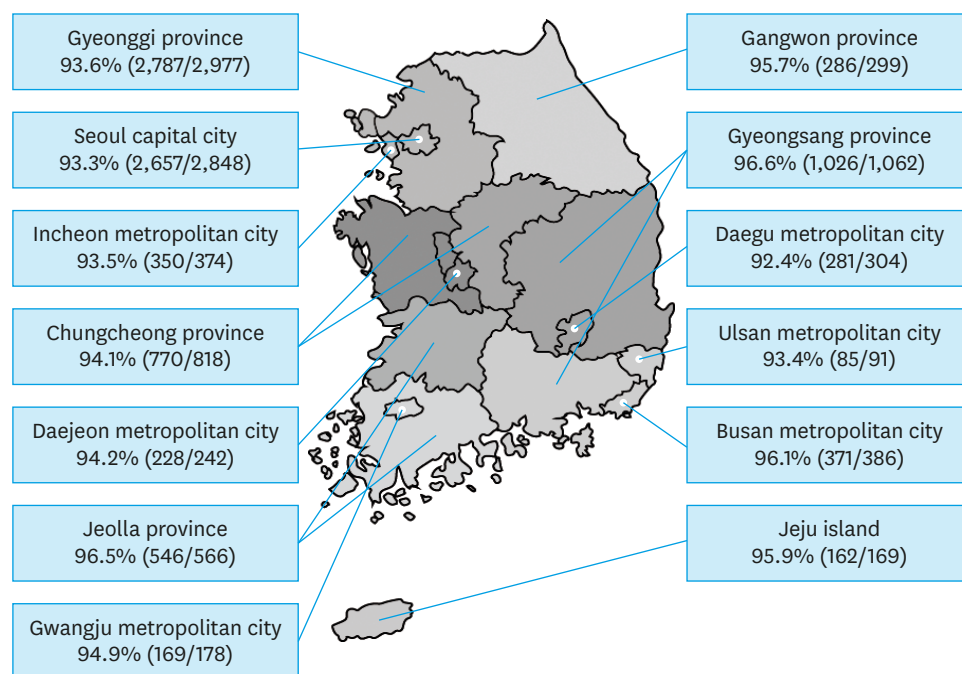 Gyeonggi province
93.6% (2,787/2,977)
Seoul capital city
93.3% (2,657/2,848)
Incheon metropolitan city
93.5% (350/374)
Chungcheong province
94.1% (770/818)
Daejeon metropolitan city
94.2% (228/242)
Jeolla province
96.5% (546/566)
Gwangju metropolitan city
94.9% (169/178)
Gangwon province
95.7% (286/299)
Gyeongsang province
96.6% (1,026/1,062)
Daegu metropolitan city
92.4% (281/304)
Ulsan metropolitan city
93.4% (85/91)
Busan metropolitan city
96.1% (371/386)
Jeju island
95.9% (162/169)